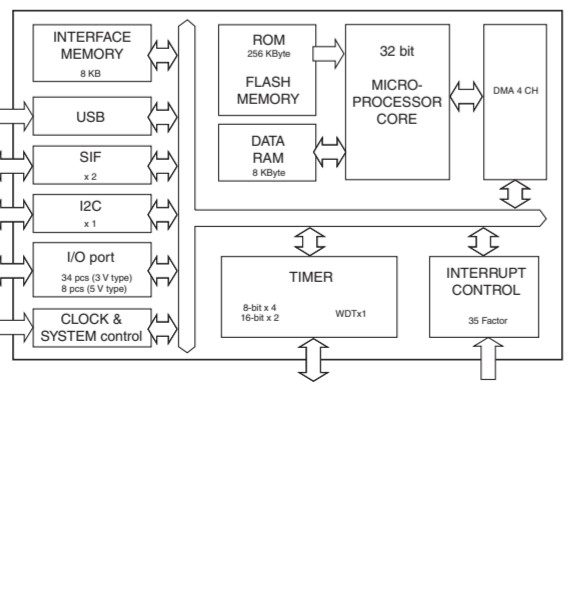 INTERFACE
MEMORY
8 KB
USB
SIF
x 2
I2C
x 1
I/O port
34 pcs (3 V type)
8 pcs (5 V type)
CLOCK &
SYSTEM control
ROM
256 KByte
FLASH
MEMORY
DATA
RAM
8 KByte
32 bit
MICRO-
PROCESSOR
CORE
DMA 4 CH
TIMER
8-bit x 4
16-bit x 2
WDTx1
INTERRUPT
CONTROL
35 Factor